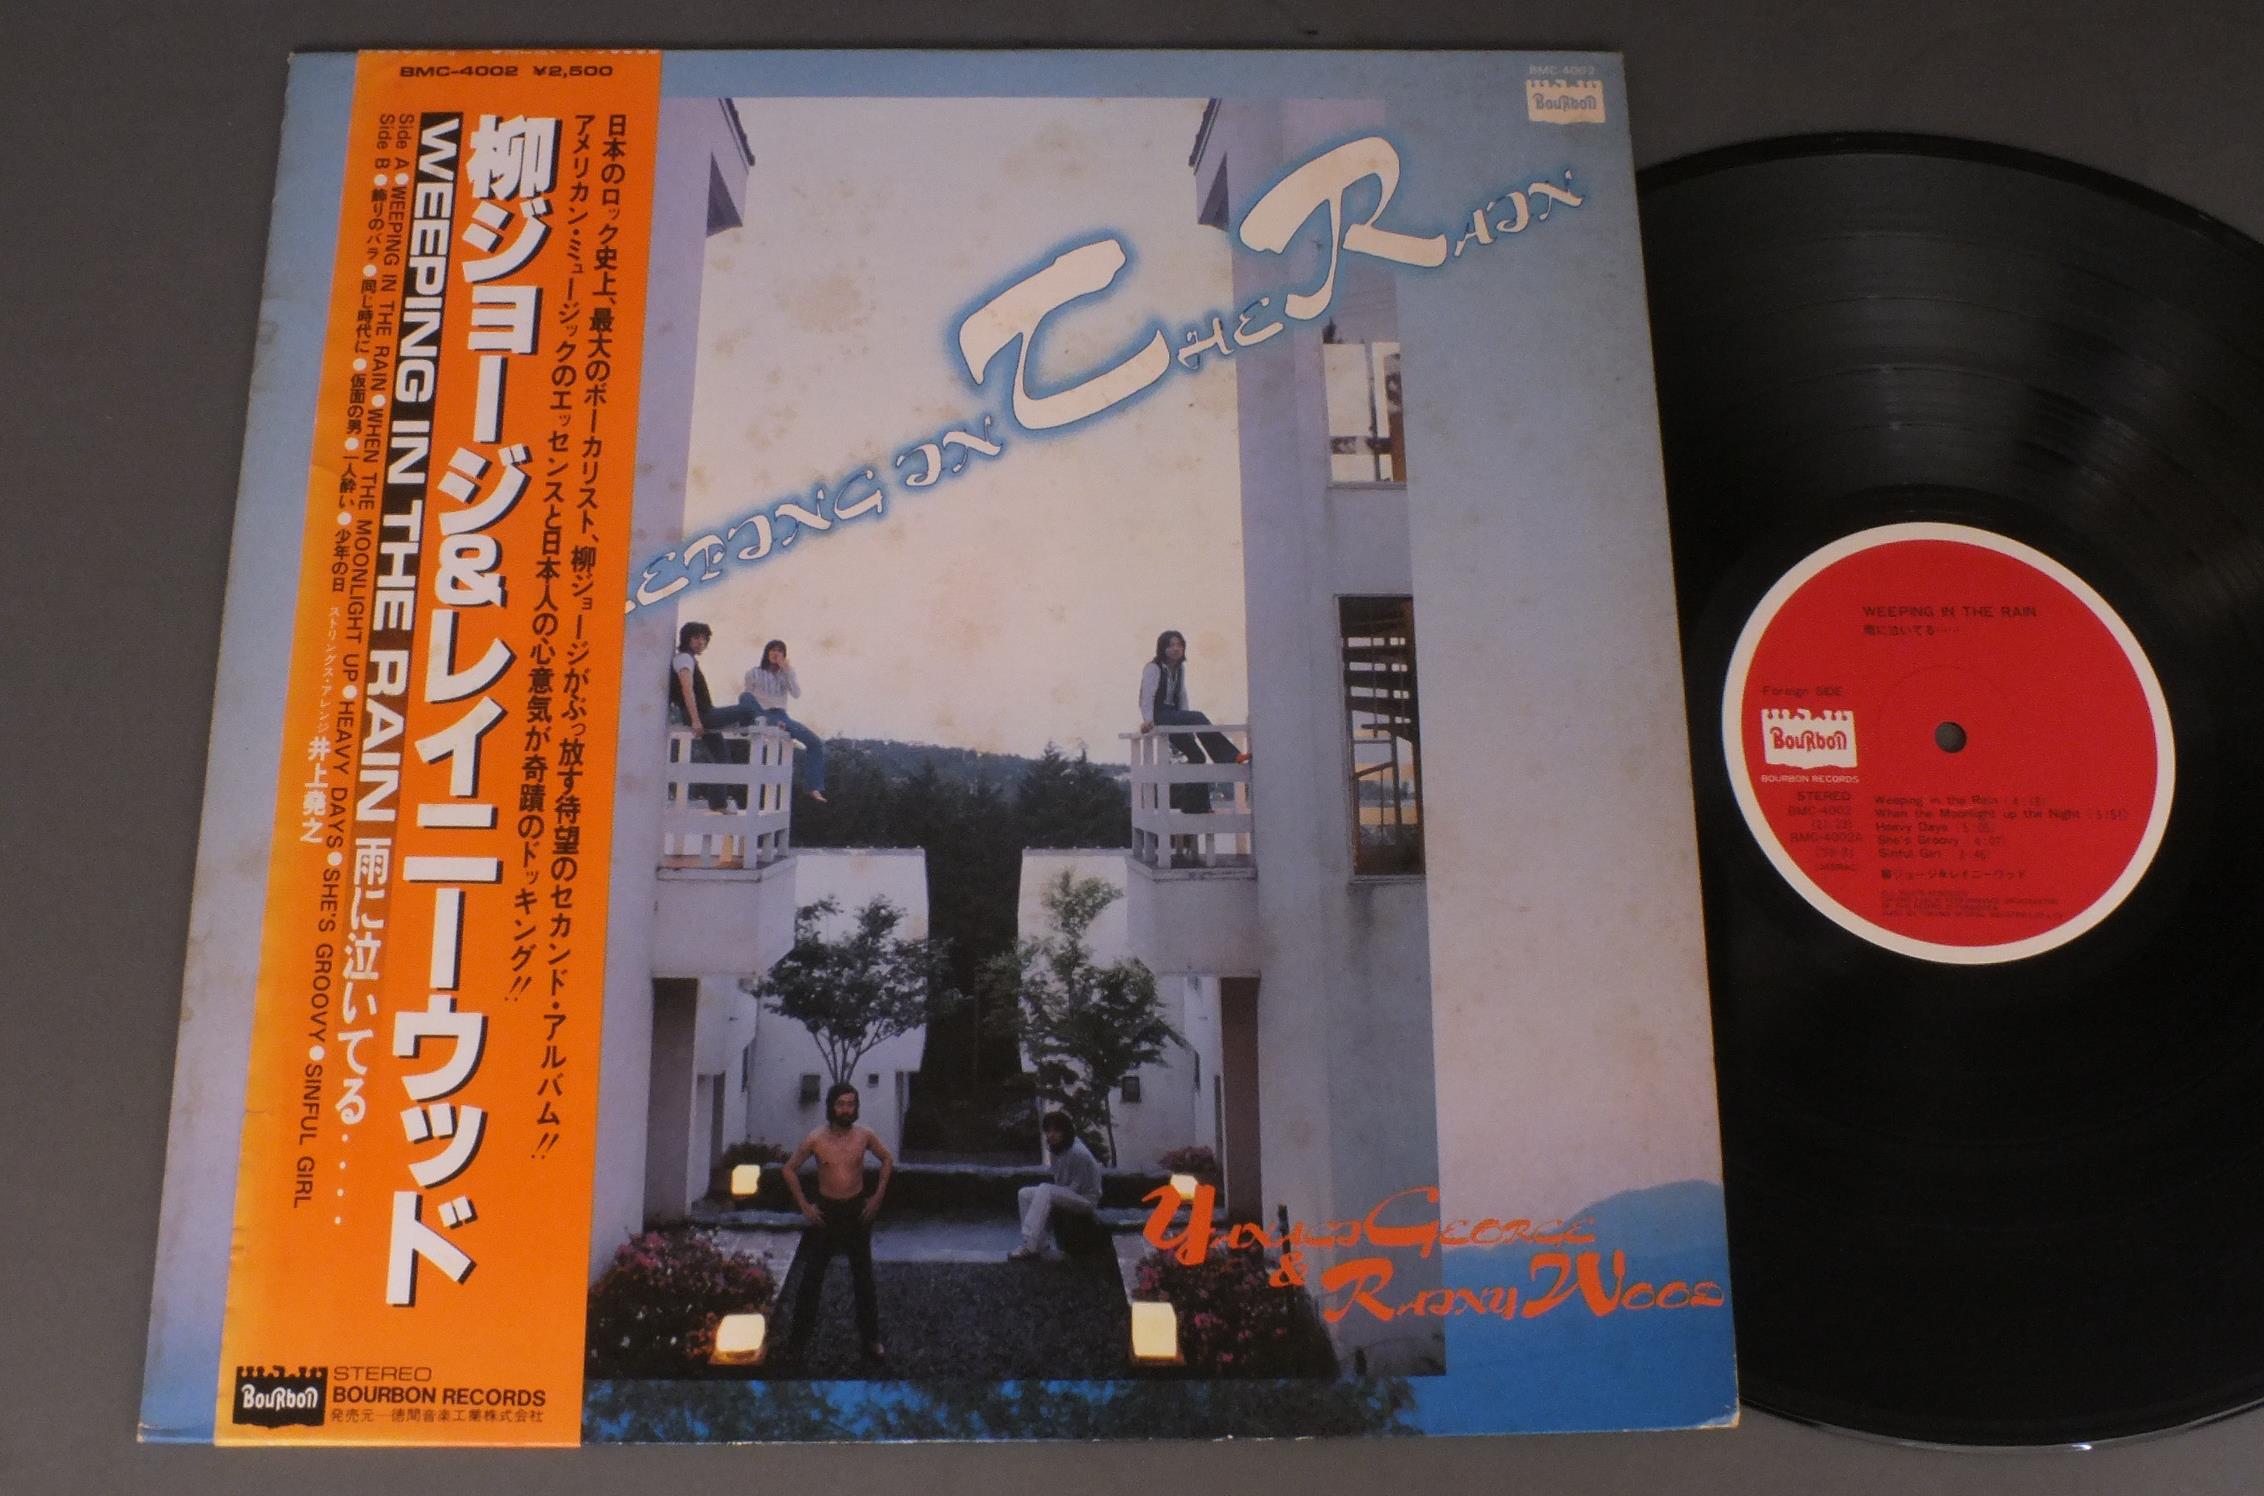 BMC-4002 ¥2,500
日本のロック史上、最大のボーカリスト、柳ジョージがぶっ放す待望のセカンド・アルバム!!
アメリカン・ミュージックのエッセンスと日本人の心意気が奇蹟のドッキング!!
柳ジョージ&レイニーウッド
WEEPING IN THE RAIN 雨に泣いてる・・・・・
Side A●WEEPING IN THE RAIN●WHEN THE MOONLIGHT UP●HEAVY DAYS●SHE'S GROOVY●SINFUL GIRL
Side B●飾りのバラ●同じ時代に●仮面の男●一人酔い●少年の日 ストリングス・アレンジ 井上堯之
BouRboN
STEREO
BOURBON RECORDS
発売元―徳間音楽工業株式会社
BMC-4002
BouRboN
EEPING IN THE RAIN
YANAGI GEORGE
& RAINY WOOD
WEEPING IN THE RAIN
雨に泣いてる・・・・
Foreign SIDE
BouRboN
BOURBON RECORDS
STEREO
BMC-4002
BMC-4002A
Weeping in the Rain
When the Moonlight up the Night (5:51)
Heavy Days (5:05)
She's Groovy
Sinful Girl
柳ジョージ&レイニーウッド